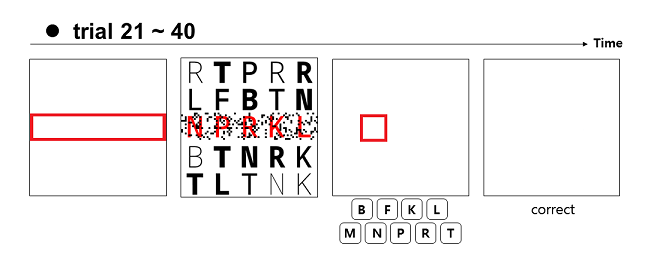 trial 21 ~ 40
Time
R T P R R
L F B T N
N P R K L
B T N R K
T L T N K
B F K L
M N P R T
correct